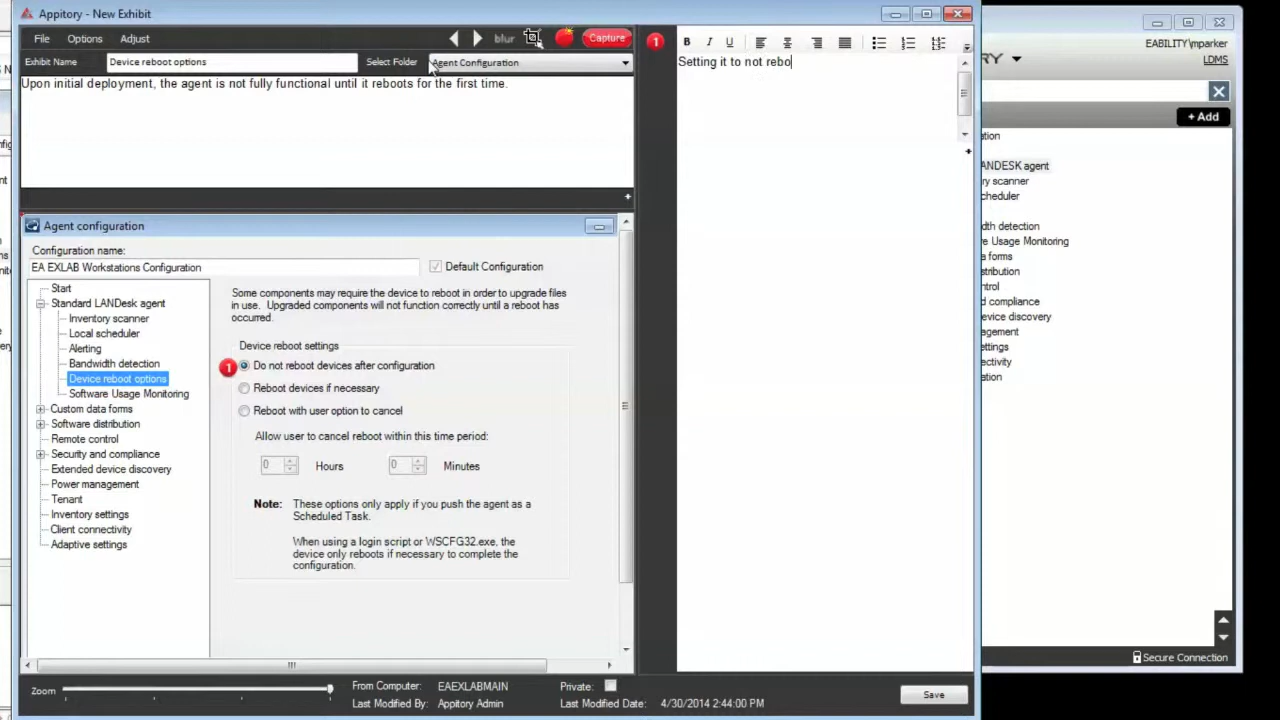 Appitory - New Exhibit
File Options Adjust blur Capture
Exhibit Name Device reboot options Select Folder Agent Configuration
Upon initial deployment, the agent is not fully functional until it reboots for the first time.
1
B I U
Setting it to not rebo
Agent configuration
Configuration name:
EA EXLAB Workstations Configuration
Default Configuration
Start
Standard LANDesk agent
Inventory scanner
Local scheduler
Alerting
Bandwidth detection
Device reboot options
Software Usage Monitoring
Custom data forms
Software distribution
Remote control
Security and compliance
Extended device discovery
Power management
Tenant
Inventory settings
Client connectivity
Adaptive settings
Some components may require the device to reboot in order to upgrade files
in use. Upgraded components will not function correctly until a reboot has
occurred.
Device reboot settings
1 Do not reboot devices after configuration
Reboot devices if necessary
Reboot with user option to cancel
Allow user to cancel reboot within this time period:
0 Hours 0 Minutes
Note: These options only apply if you push the agent as a
Scheduled Task.
When using a login script or WSCFG32.exe, the
device only reboots if necessary to complete the
configuration.
Zoom
From Computer: EAEXLABMAIN Private:
Last Modified By: Appitory Admin Last Modified Date: 4/30/2014 2:44:00 PM
Save
EABILITY\mparker
RY LDMS
+ Add
ation
ANDESK agent
ry scanner
cheduler
dth detection
e Usage Monitoring
a forms
stribution
ntrol
d compliance
evice discovery
agement
ettings
ectivity
ation
Secure Connection